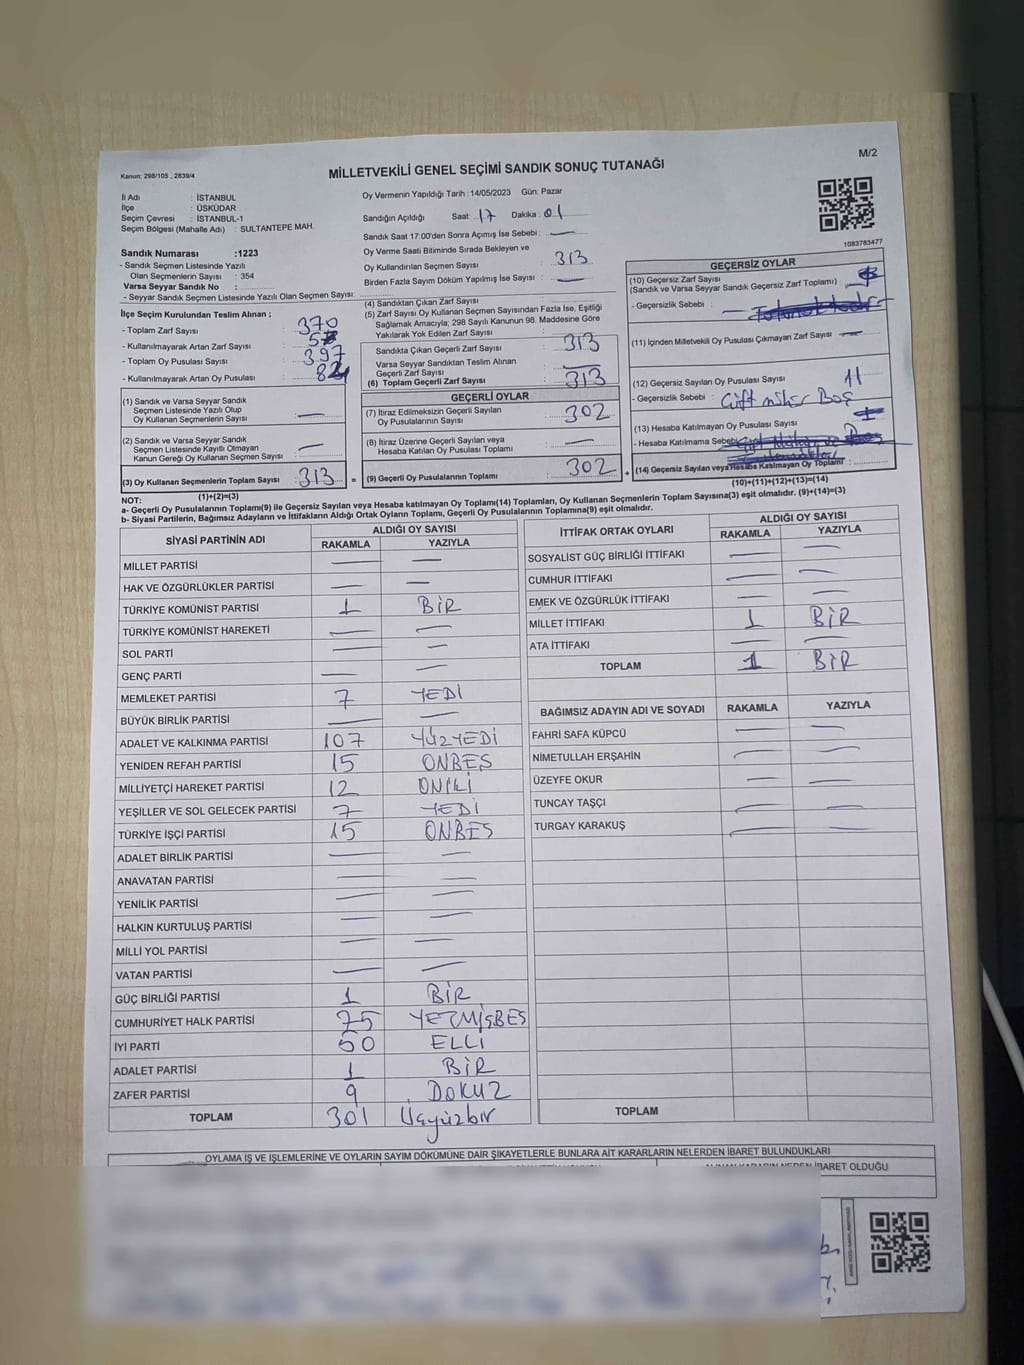 M/2
Kanun; 298/105 , 2839/4
MİLLETVEKİLİ GENEL SEÇİMİ SANDIK SONUÇ TUTANAĞI
İl Adı : İSTANBUL
İlçe : ÜSKÜDAR
Seçim Çevresi : İSTANBUL-1
Seçim Bölgesi (Mahalle Adı) : SULTANTEPE MAH.
Oy Vermenin Yapıldığı Tarih : 14/05/2023 Gün: Pazar
Sandığın Açıldığı Saat: 17 Dakika: 01
Sandık Saat 17:00'den Sonra Açımış İse Sebebi : —
1083783477
Sandık Numarası :1223
- Sandık Seçmen Listesinde Yazılı
Olan Seçmenlerin Sayısı : 354
Varsa Seyyar Sandık No :
- Seyyar Sandık Seçmen Listesinde Yazılı Olan Seçmen Sayısı:
İlçe Seçim Kurulundan Teslim Alınan ;
- Toplam Zarf Sayısı : 370
- Kullanılmayarak Artan Zarf Sayısı :
- Toplam Oy Pusulası Sayısı : 397
- Kullanılmayarak Artan Oy Pusulası : 84
(1) Sandık ve Varsa Seyyar Sandık
Seçmen Listesinde Yazılı Olup
Oy Kullanan Seçmenlerin Sayısı : —
(2) Sandık ve Varsa Seyyar Sandık
Seçmen Listesinde Kayıtlı Olmayan
Kanun Gereği Oy Kullanan Seçmen Sayısı : —
(3) Oy Kullanan Seçmenlerin Toplam Sayısı : 313
(1)+(2)=(3)
Oy Verme Saati Bitiminde Sırada Bekleyen ve
Oy Kullandırılan Seçmen Sayısı : 313
Birden Fazla Sayım Döküm Yapılmış İse Sayısı : —
(4) Sandıktan Çıkan Zarf Sayısı :
(5) Zarf Sayısı Oy Kullanan Seçmen Sayısından Fazla İse, Eşitliği
Sağlamak Amacıyla; 298 Sayılı Kanunun 98. Maddesine Göre
Yakılarak Yok Edilen Zarf Sayısı :
Sandıkta Çıkan Geçerli Zarf Sayısı : 313
Varsa Seyyar Sandıktan Teslim Alınan
Geçerli Zarf Sayısı : —
(6) Toplam Geçerli Zarf Sayısı : 313
GEÇERLİ OYLAR
(7) İtiraz Edilmeksizin Geçerli Sayılan
Oy Pusulalarının Sayısı : 302
(8) İtiraz Üzerine Geçerli Sayılan veya
Hesaba Katılan Oy Pusulası Toplamı : —
= (9) Geçerli Oy Pusulalarının Toplamı : 302 +
GEÇERSİZ OYLAR
(10) Geçersiz Zarf Sayısı
(Sandık ve Varsa Seyyar Sandık Geçersiz Zarf Toplamı) :
- Geçersizlik Sebebi :
(11) İçinden Milletvekili Oy Pusulası Çıkmayan Zarf Sayısı : —
(12) Geçersiz Sayılan Oy Pusulası Sayısı : 11
- Geçersizlik Sebebi : Çift mühür Boş
(13) Hesaba Katılmayan Oy Pusulası Sayısı :
- Hesaba Katılmama Sebebi:
(14) Geçersiz Sayılan veya Hesaba Katılmayan Oy Toplamı :
(10)+(11)+(12)+(13)=(14)
NOT:
a- Geçerli Oy Pusulalarının Toplamı(9) ile Geçersiz Sayılan veya Hesaba katılmayan Oy Toplamı(14) Toplamları, Oy Kullanan Seçmenlerin Toplam Sayısına(3) eşit olmalıdır. (9)+(14)=(3)
b- Siyasi Partilerin, Bağımsız Adayların ve İttifakların Aldığı Ortak Oyların Toplamı, Geçerli Oy Pusulalarının Toplamına(9) eşit olmalıdır.
SİYASİ PARTİNİN ADI ALDIĞI OY SAYISI
RAKAMLA YAZIYLA
MİLLET PARTİSİ — —
HAK VE ÖZGÜRLÜKLER PARTİSİ — —
TÜRKİYE KOMÜNİST PARTİSİ 1 BİR
TÜRKİYE KOMÜNİST HAREKETİ — —
SOL PARTİ — —
GENÇ PARTİ — —
MEMLEKET PARTİSİ 7 YEDİ
BÜYÜK BİRLİK PARTİSİ — —
ADALET VE KALKINMA PARTİSİ 107 YÜZYEDİ
YENİDEN REFAH PARTİSİ 15 ONBEŞ
MİLLİYETÇİ HAREKET PARTİSİ 12 ONİKİ
YEŞİLLER VE SOL GELECEK PARTİSİ 7 YEDİ
TÜRKİYE İŞÇİ PARTİSİ 15 ONBEŞ
ADALET BİRLİK PARTİSİ — —
ANAVATAN PARTİSİ — —
YENİLİK PARTİSİ — —
HALKIN KURTULUŞ PARTİSİ — —
MİLLİ YOL PARTİSİ — —
VATAN PARTİSİ — —
GÜÇ BİRLİĞİ PARTİSİ 1 BİR
CUMHURİYET HALK PARTİSİ 75 YETMİŞBEŞ
İYİ PARTİ 50 ELLİ
ADALET PARTİSİ 1 BİR
ZAFER PARTİSİ 9 DOKUZ
TOPLAM 301 Üçyüzbir
İTTİFAK ORTAK OYLARI ALDIĞI OY SAYISI
RAKAMLA YAZIYLA
SOSYALİST GÜÇ BİRLİĞİ İTTİFAKI — —
CUMHUR İTTİFAKI — —
EMEK VE ÖZGÜRLÜK İTTİFAKI — —
MİLLET İTTİFAKI 1 BİR
ATA İTTİFAKI — —
TOPLAM 1 BİR
BAĞIMSIZ ADAYIN ADI VE SOYADI RAKAMLA YAZIYLA
FAHRİ SAFA KÜPCÜ — —
NİMETULLAH ERŞAHİN — —
ÜZEYFE OKUR — —
TUNCAY TAŞÇI — —
TURGAY KARAKUŞ — —
TOPLAM
OYLAMA İŞ VE İŞLEMLERİNE VE OYLARIN SAYIM DÖKÜMÜNE DAİR ŞİKAYETLERLE BUNLARA AİT KARARLARIN NELERDEN İBARET BULUNDUKLARI
İBARET OLDUĞU